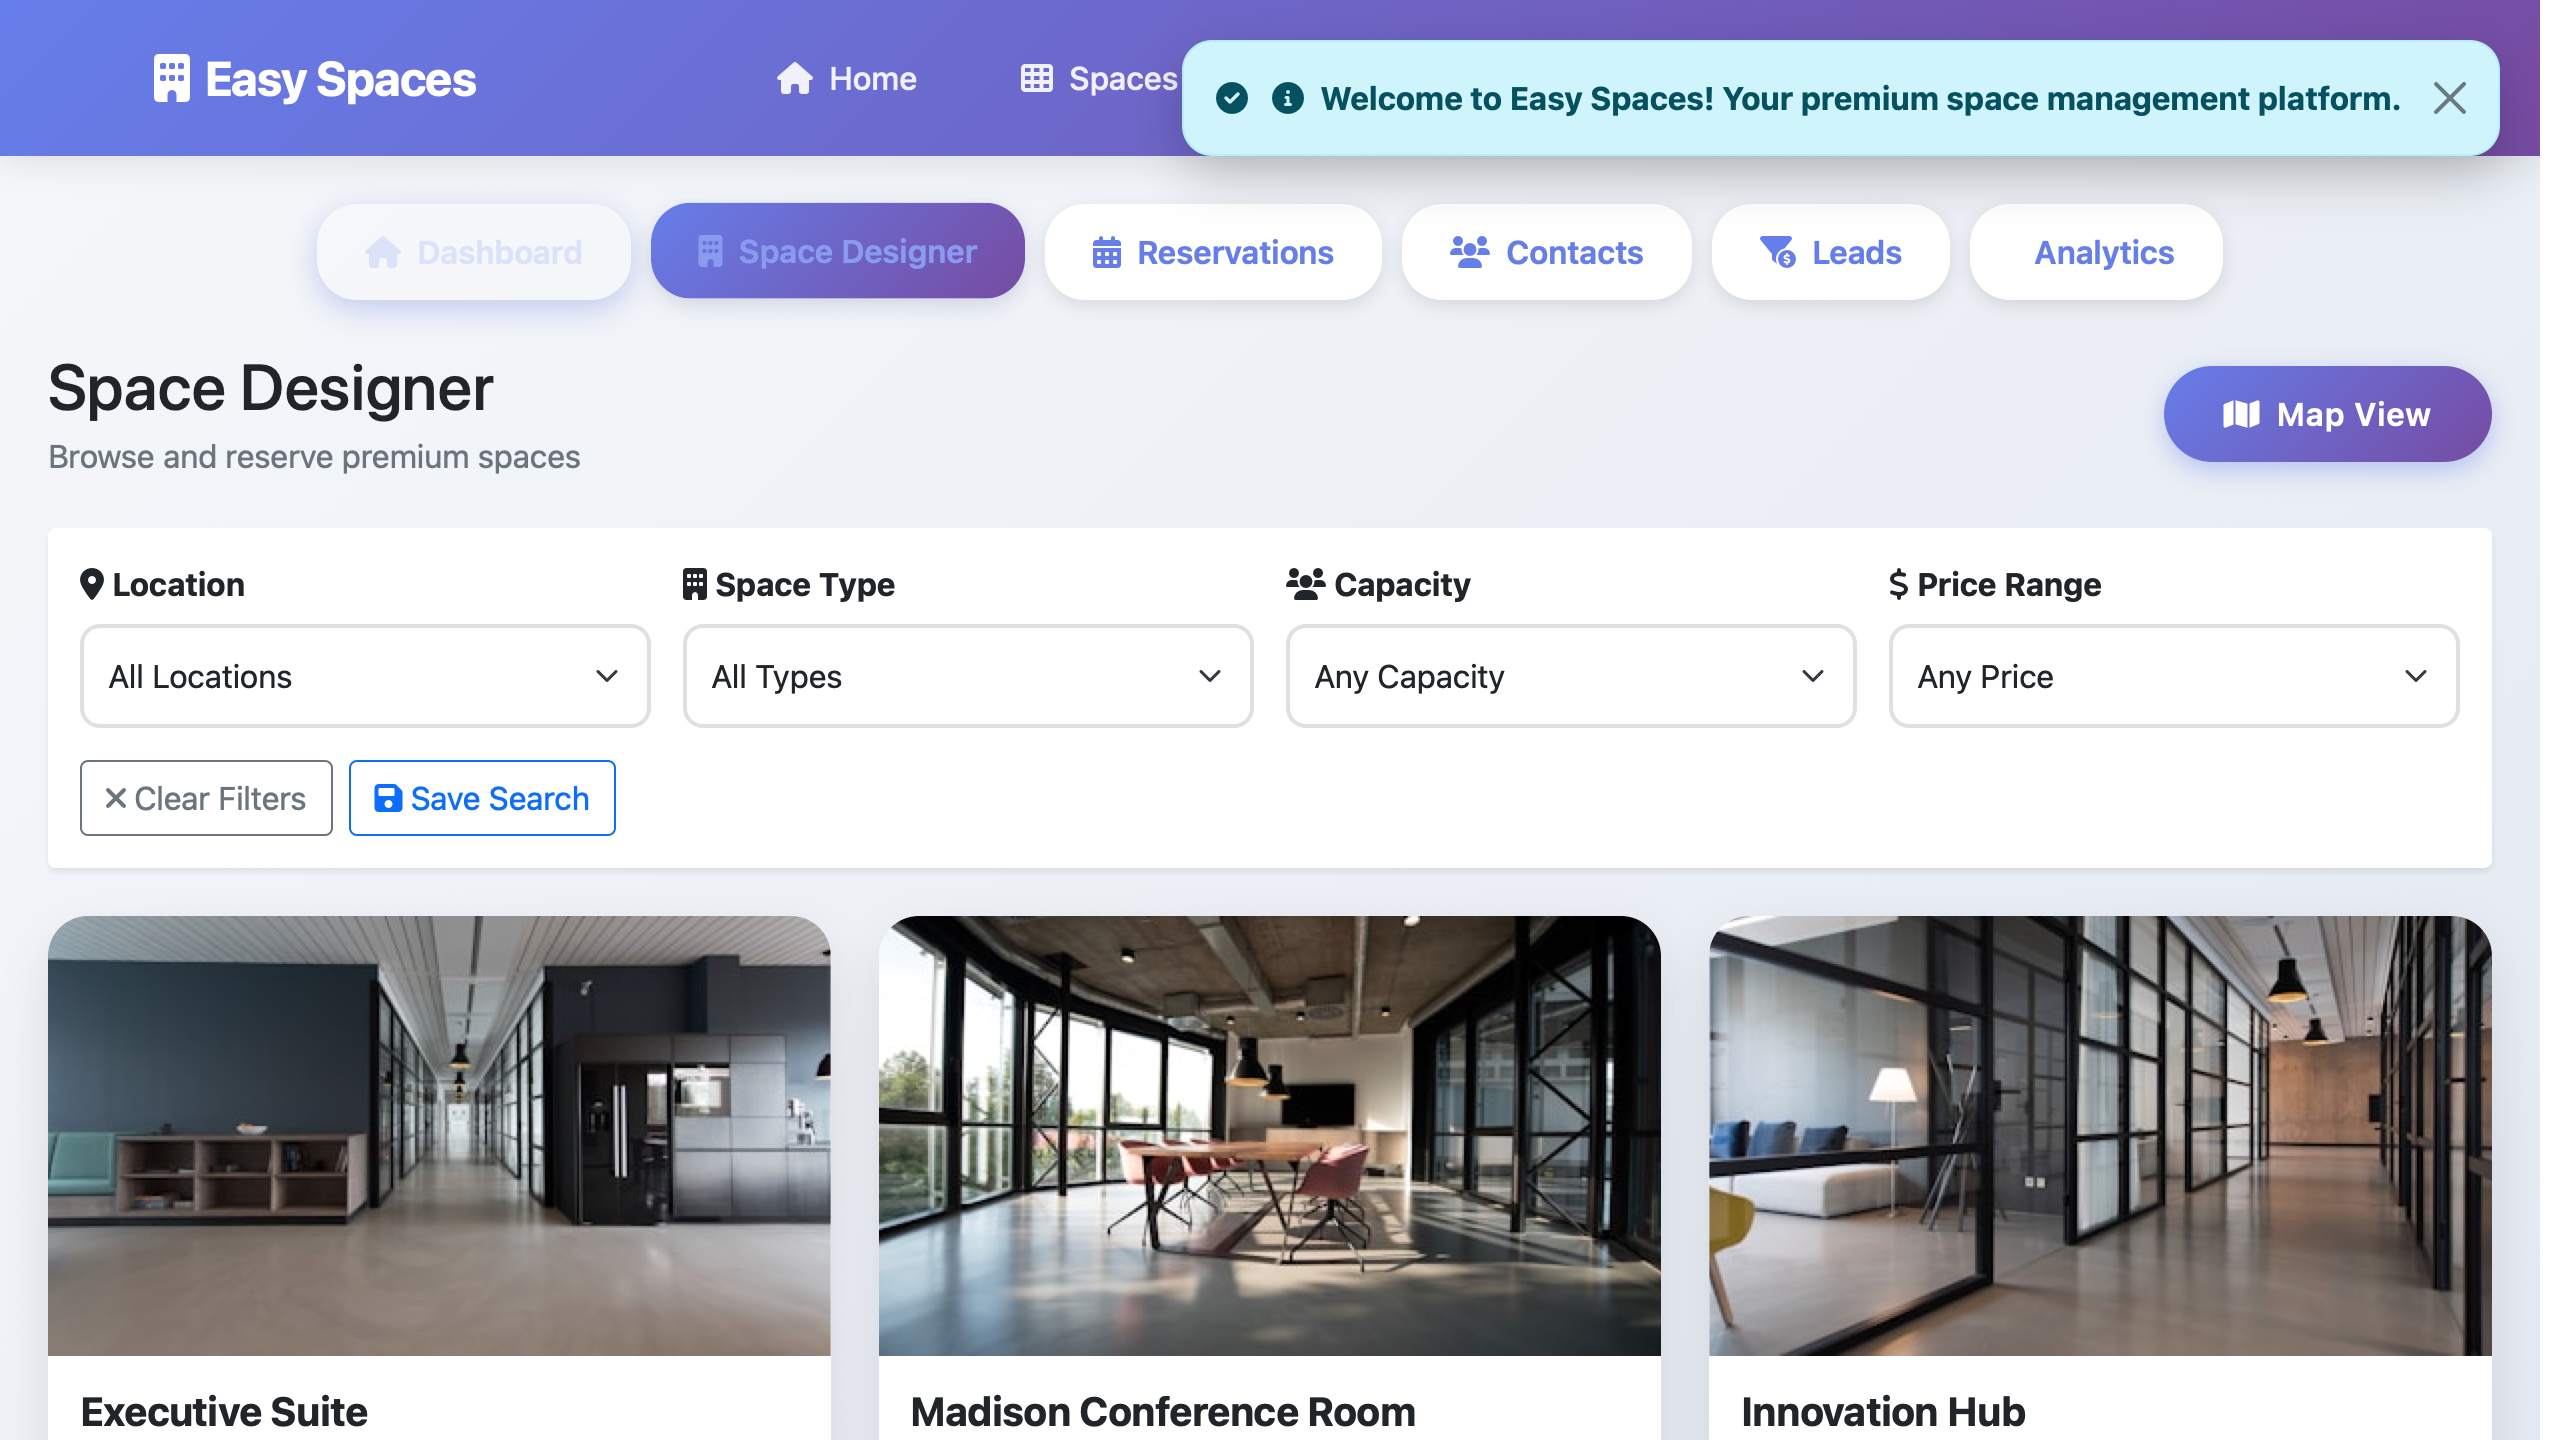 Easy Spaces
Home
Spaces
Welcome to Easy Spaces! Your premium space management platform.
Dashboard
Space Designer
Reservations
Contacts
Leads
Analytics
Space Designer
Browse and reserve premium spaces
Map View
Location
Space Type
Capacity
Price Range
All Locations
All Types
Any Capacity
Any Price
Clear Filters
Save Search
Executive Suite
Madison Conference Room
Innovation Hub